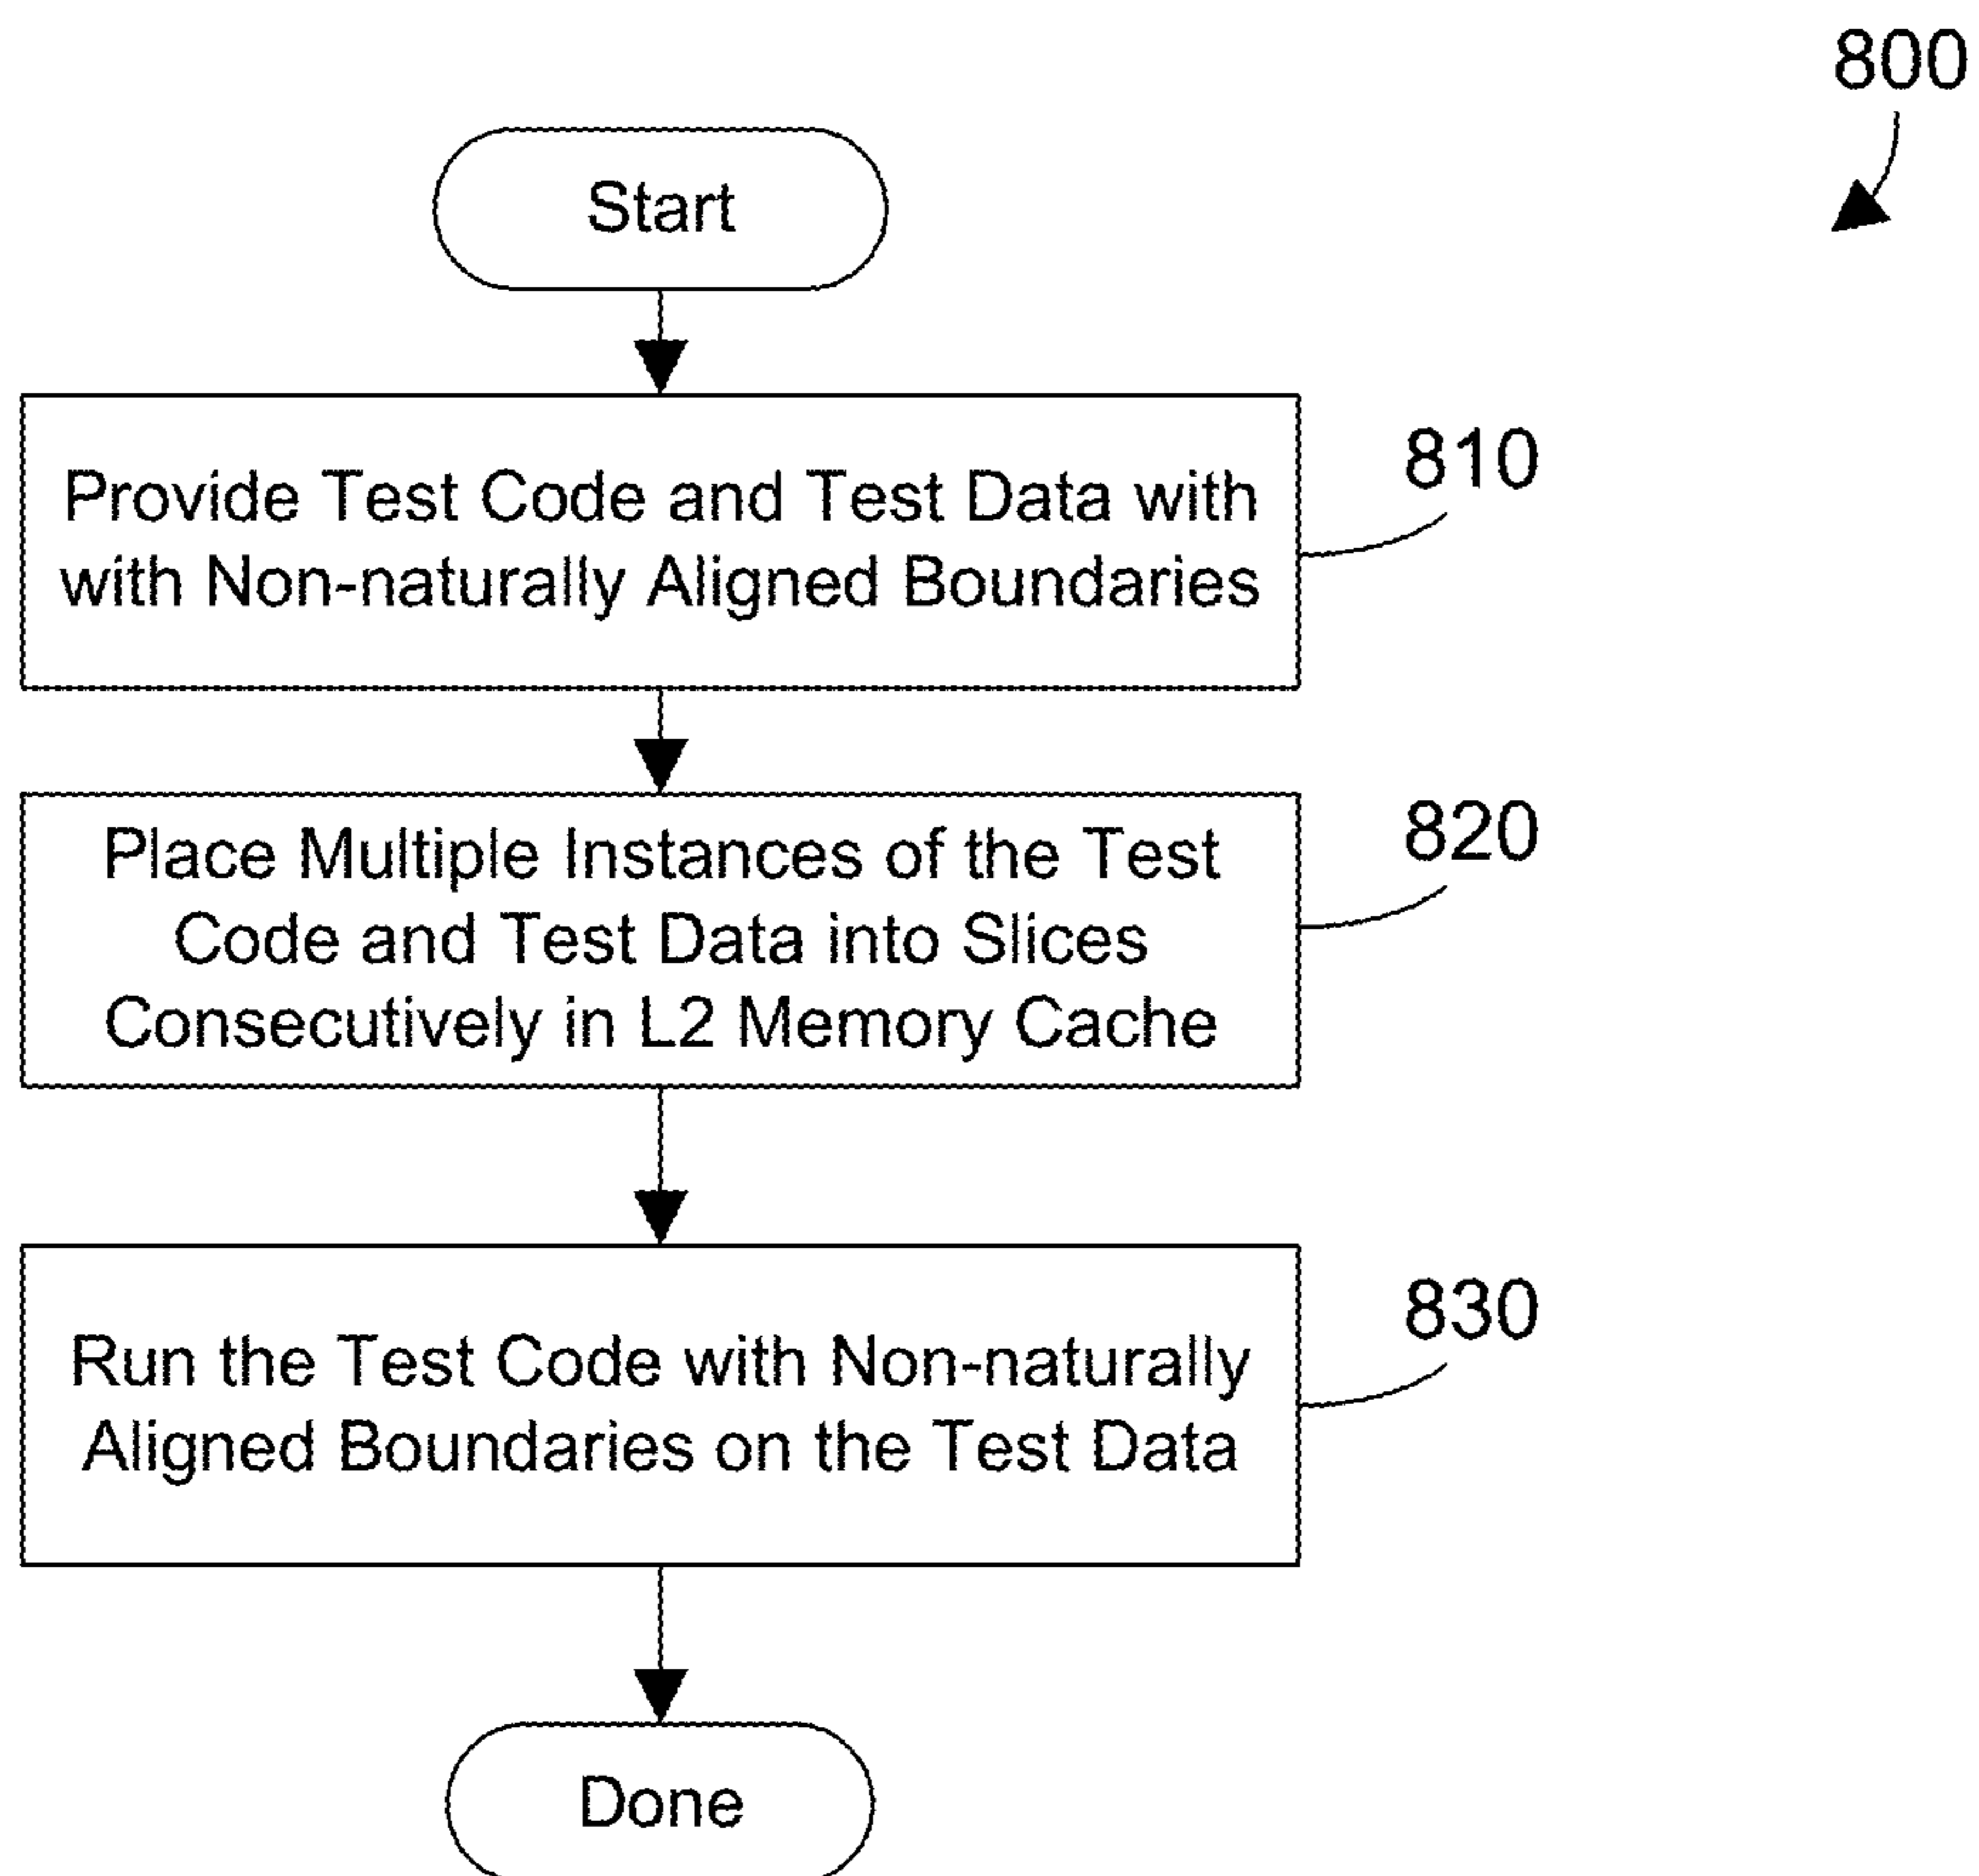 800
Start
Provide Test Code and Test Data with
with Non-naturally Aligned Boundaries
810
Place Multiple Instances of the Test
Code and Test Data into Slices
Consecutively in L2 Memory Cache
820
Run the Test Code with Non-naturally
Aligned Boundaries on the Test Data
830
Done